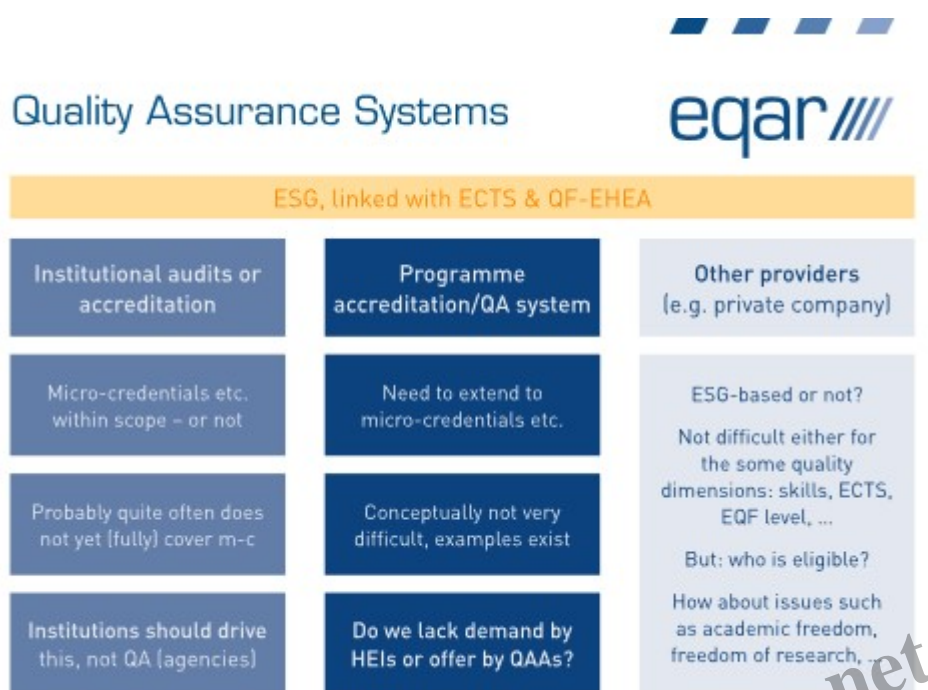 Quality Assurance Systems
eqar
ESG, linked with ECTS & QF-EHEA
Institutional audits or
accreditation
Micro-credentials etc.
within scope – or not
Probably quite often does
not yet (fully) cover m-c
Institutions should drive
this, not QA (agencies)
Programme
accreditation/QA system
Need to extend to
micro-credentials etc.
Conceptually not very
difficult, examples exist
Do we lack demand by
HEIs or offer by QAAs?
Other providers
(e.g. private company)
ESG-based or not?
Not difficult either for
the some quality
dimensions: skills, ECTS,
EQF level, ...
But: who is eligible?
How about issues such
as academic freedom,
freedom of research,
net